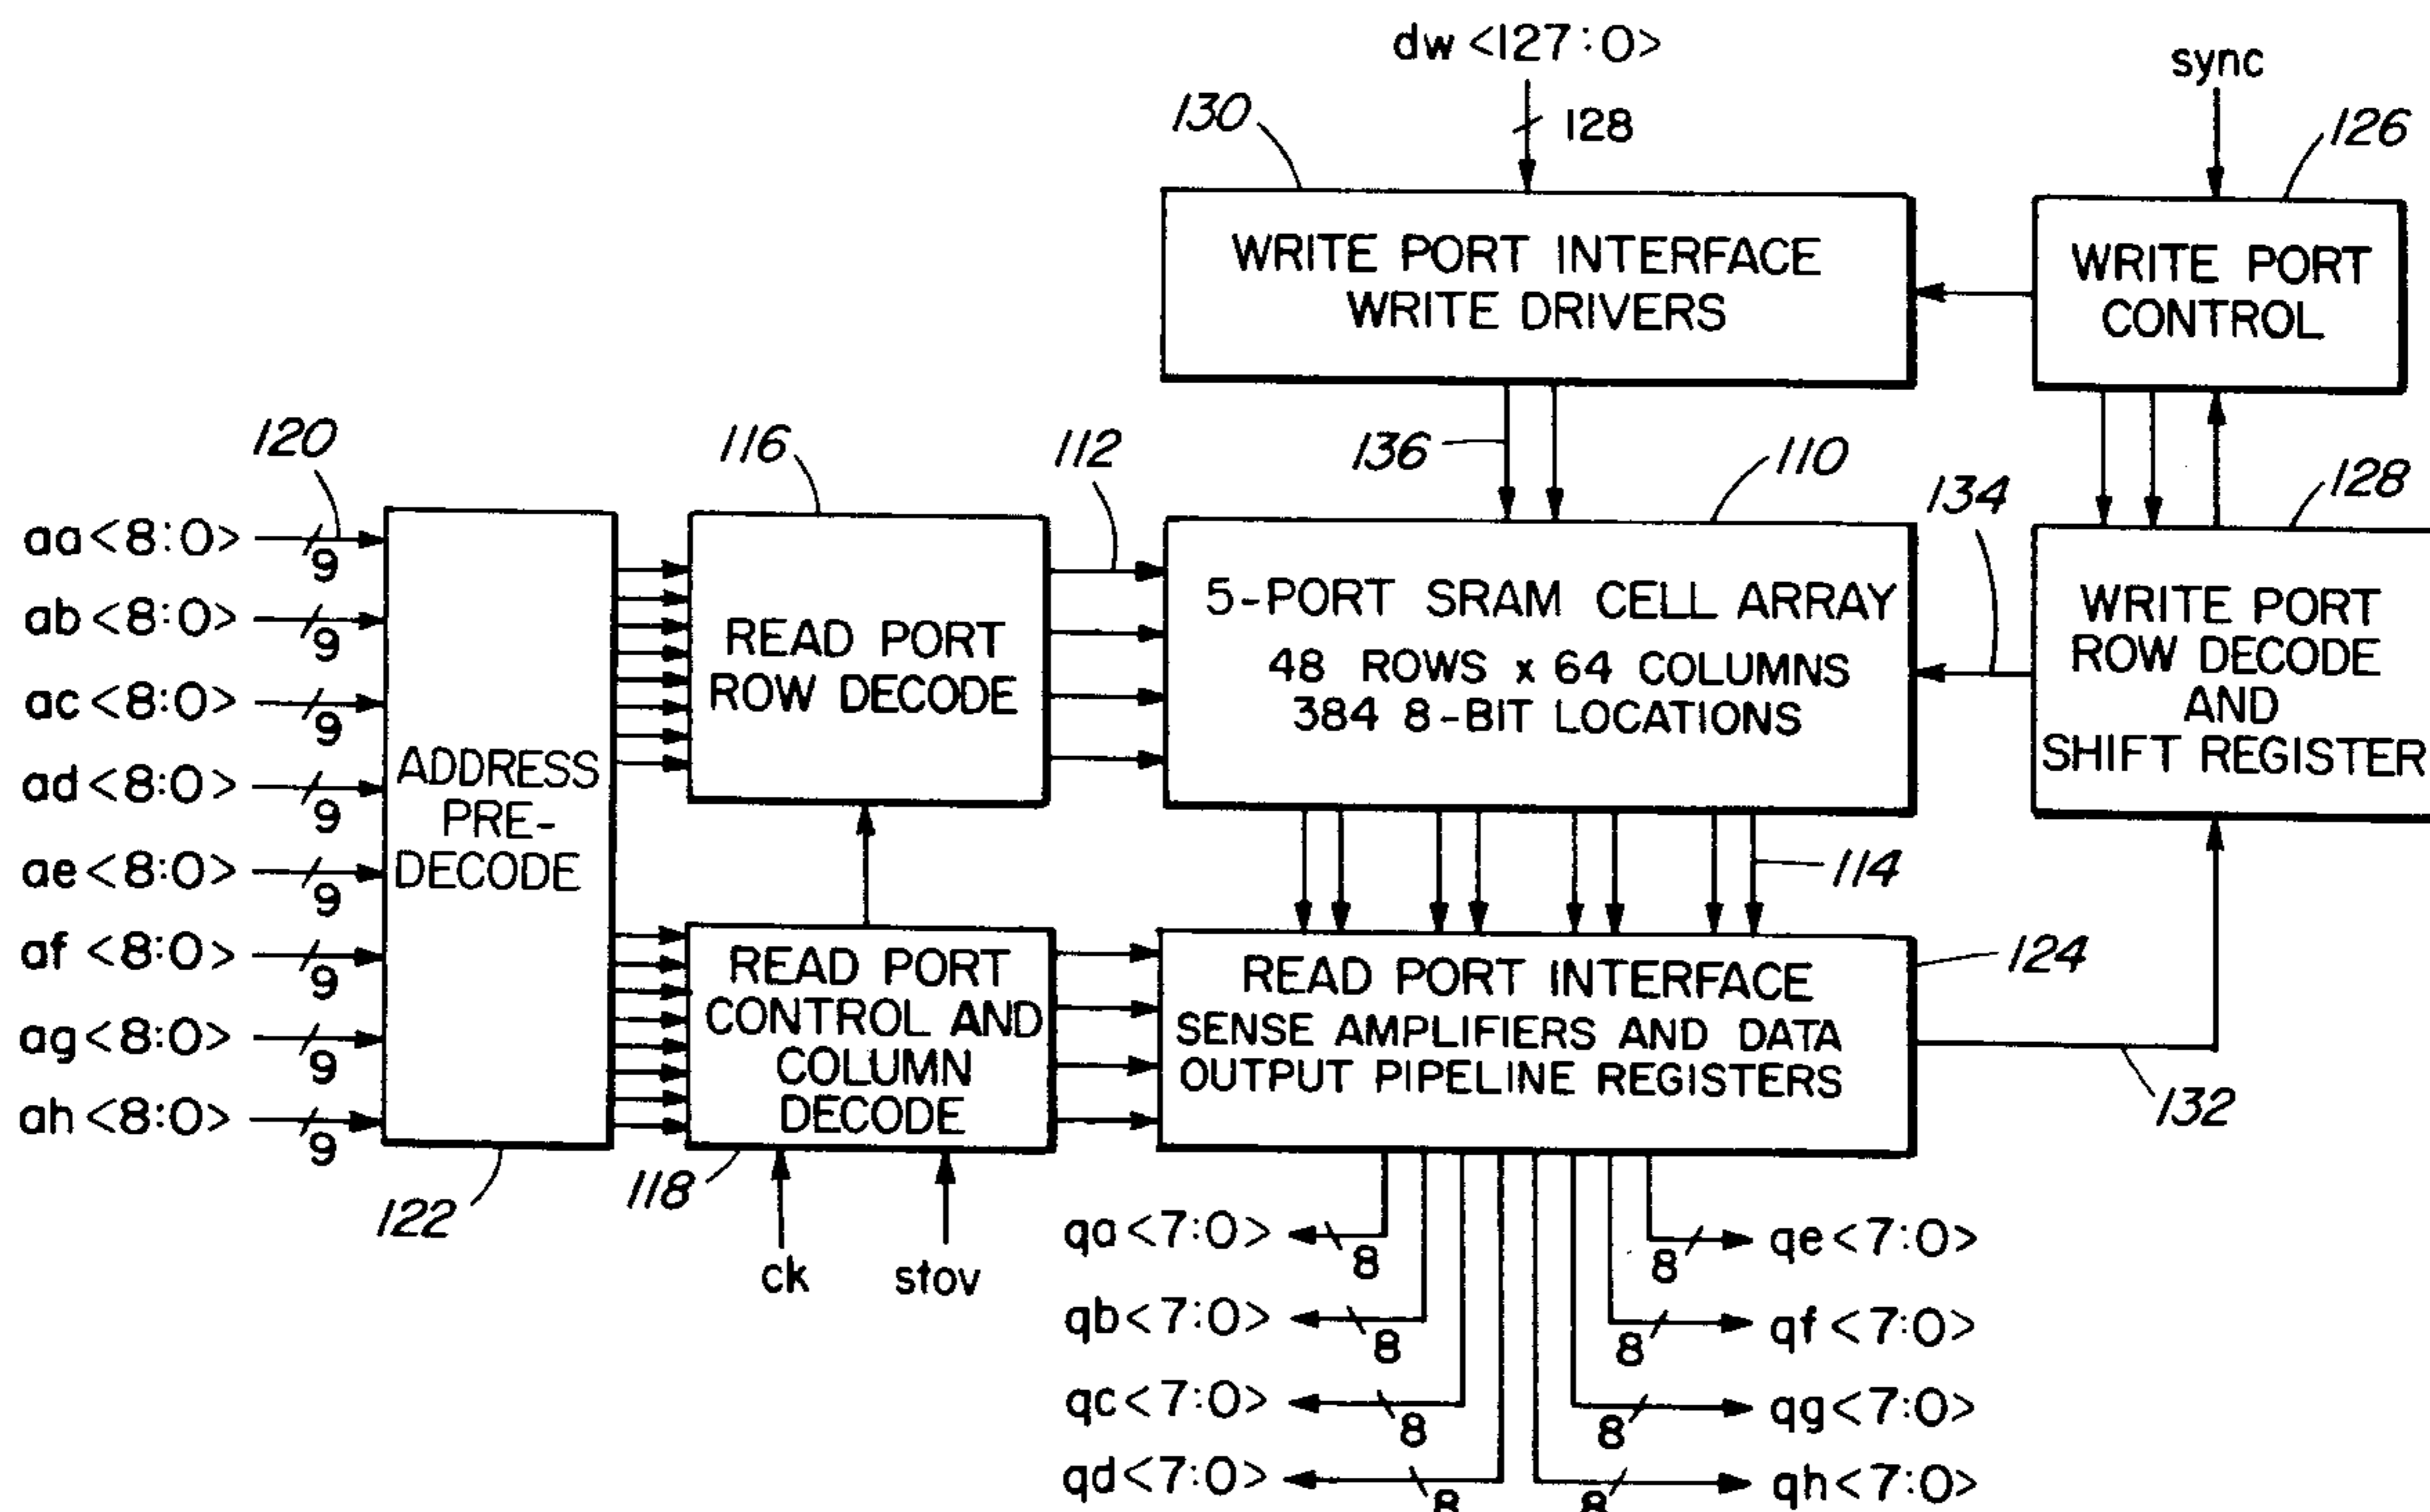 dw<127:0>
sync
128
130
126
WRITE PORT INTERFACE
WRITE DRIVERS
WRITE PORT
CONTROL
136
120
116
112
110
134
128
aa<8:0>
9
ab<8:0>
9
ac<8:0>
9
ad<8:0>
9
ae<8:0>
9
af<8:0>
9
ag<8:0>
9
ah<8:0>
9
ADDRESS
PRE-
DECODE
122
READ PORT
ROW DECODE
5-PORT SRAM CELL ARRAY
48 ROWS x 64 COLUMNS
384 8-BIT LOCATIONS
WRITE PORT
ROW DECODE
AND
SHIFT REGISTER
114
READ PORT
CONTROL AND
COLUMN
DECODE
118
ck
stov
READ PORT INTERFACE
SENSE AMPLIFIERS AND DATA
OUTPUT PIPELINE REGISTERS
124
132
qa<7:0>
8
8
qe<7:0>
qb<7:0>
8
8
qf<7:0>
qc<7:0>
8
8
qg<7:0>
qd<7:0>
8
8
qh<7:0>